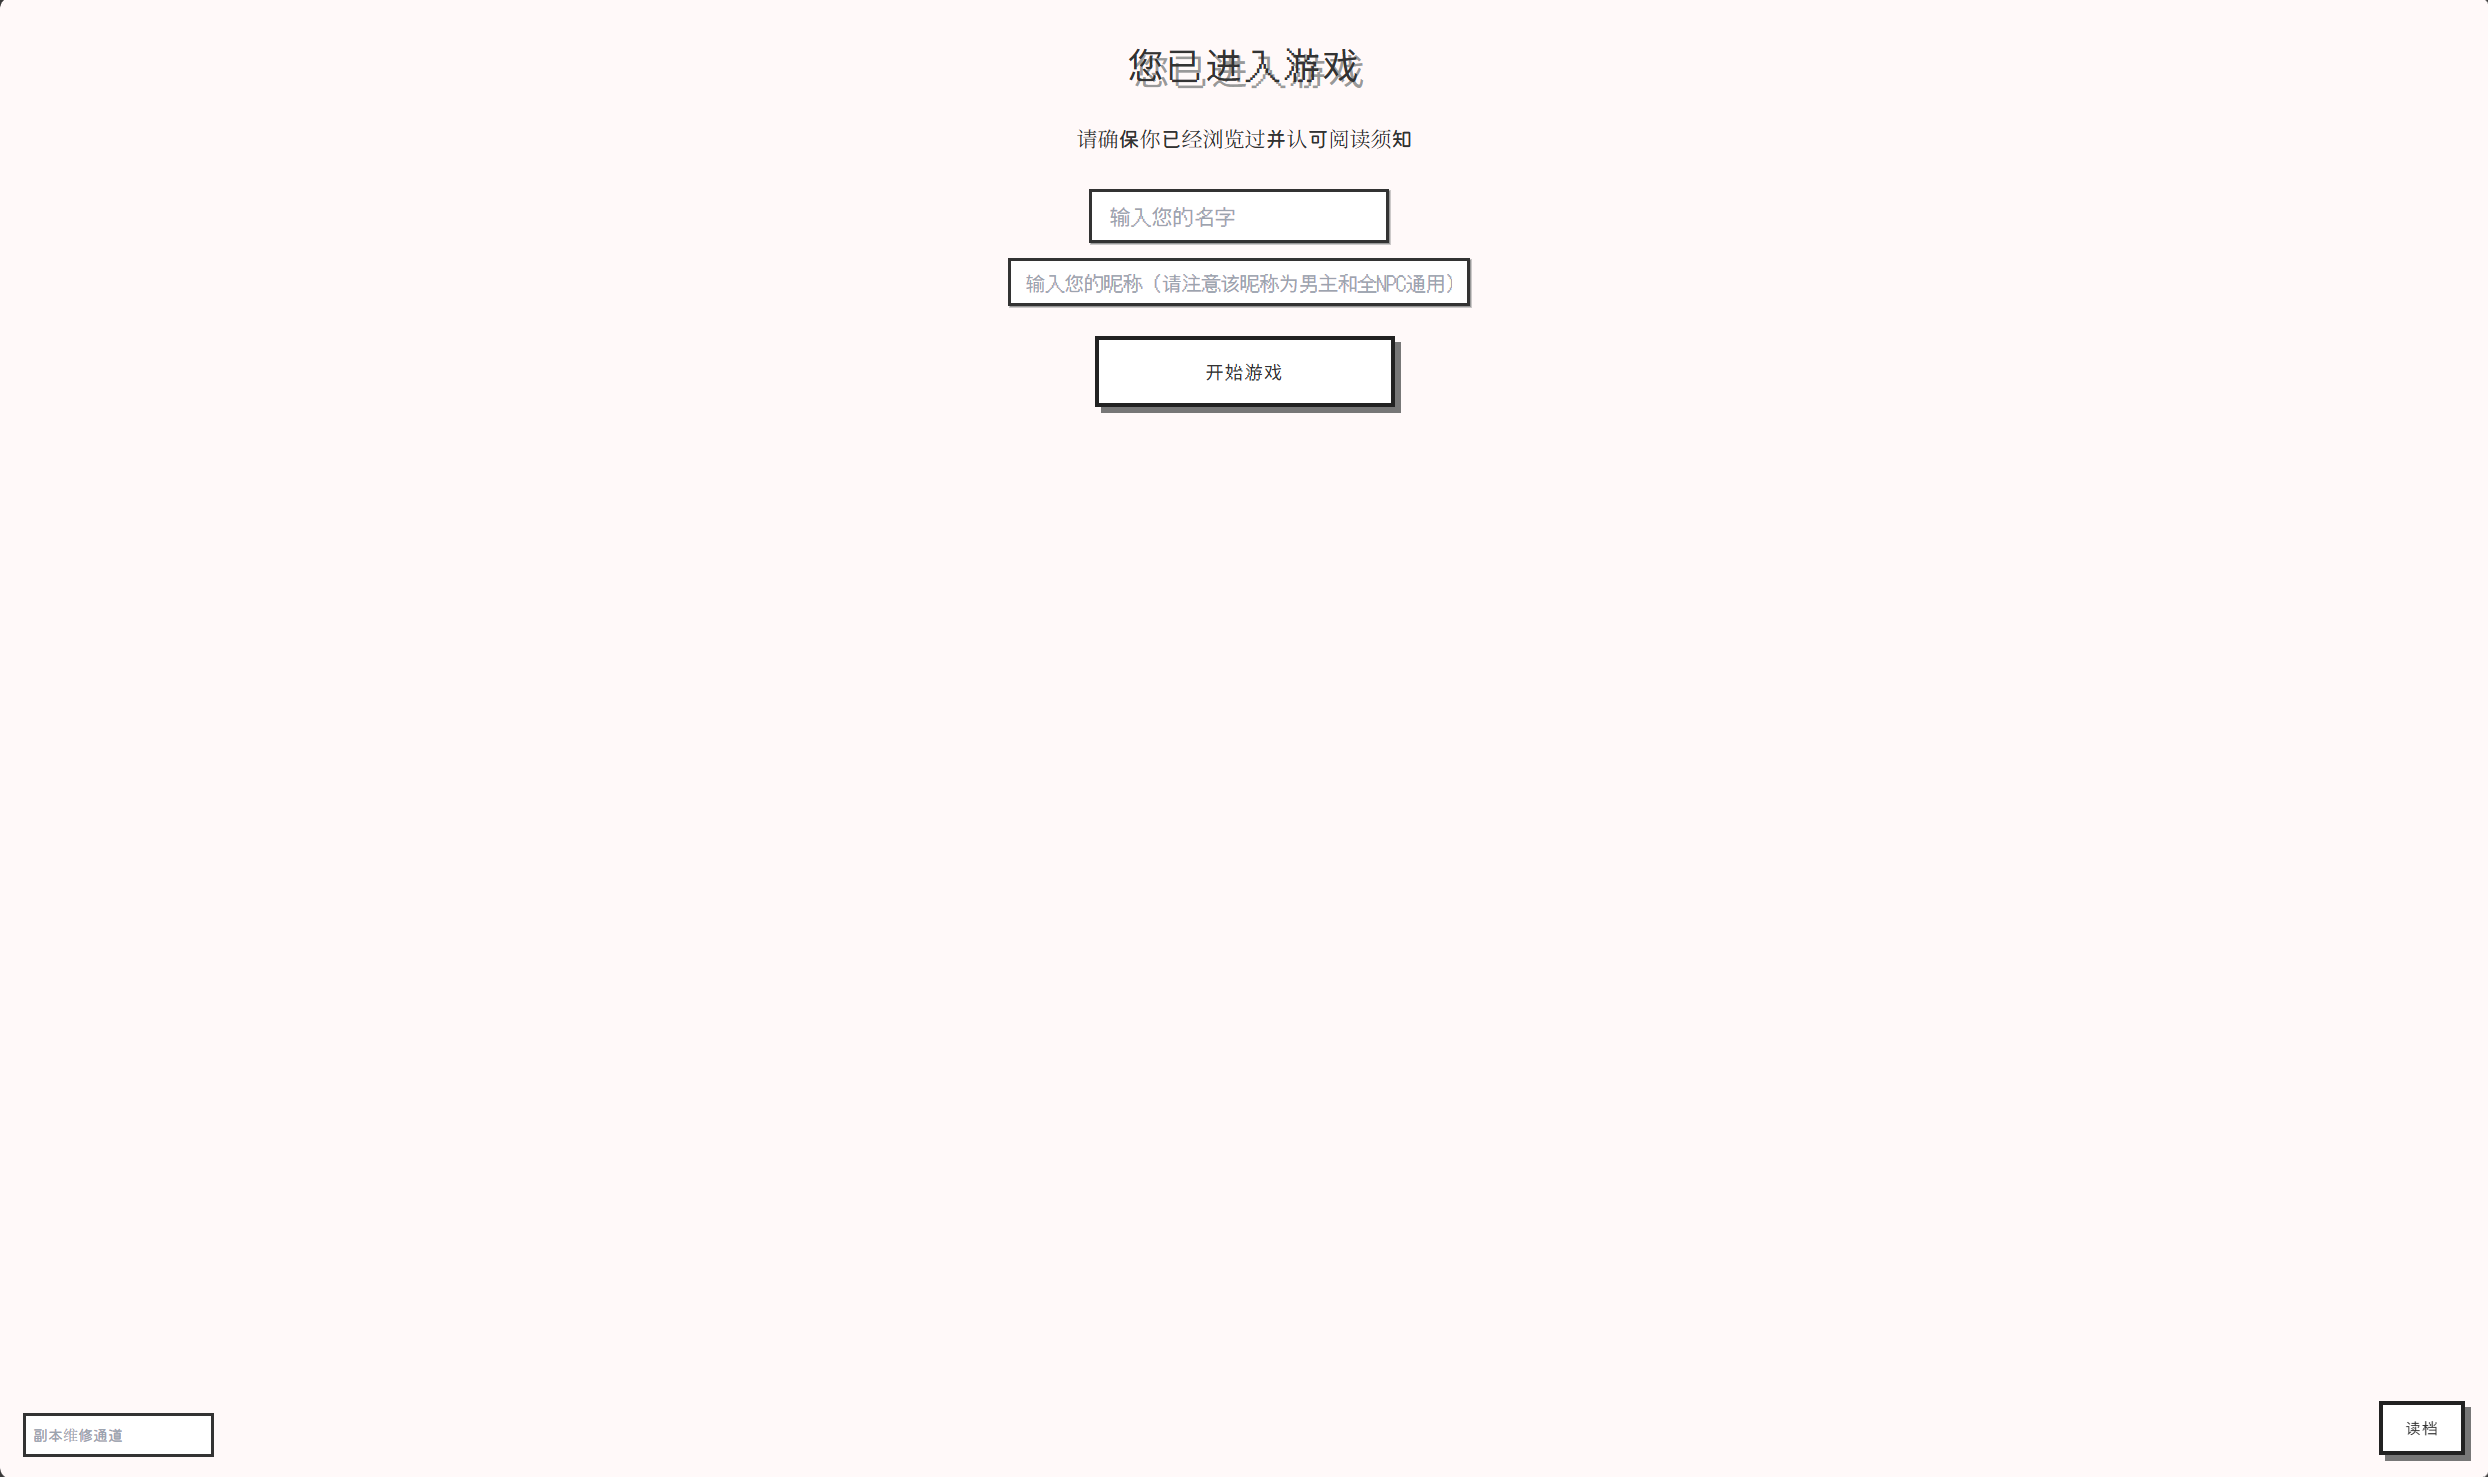 您已进入游戏
请确保你已经浏览过并认可阅读须知
输入您的名字
输入您的昵称（请注意该昵称为男主和全NPC通用）
开始游戏
副本维修通道
读档